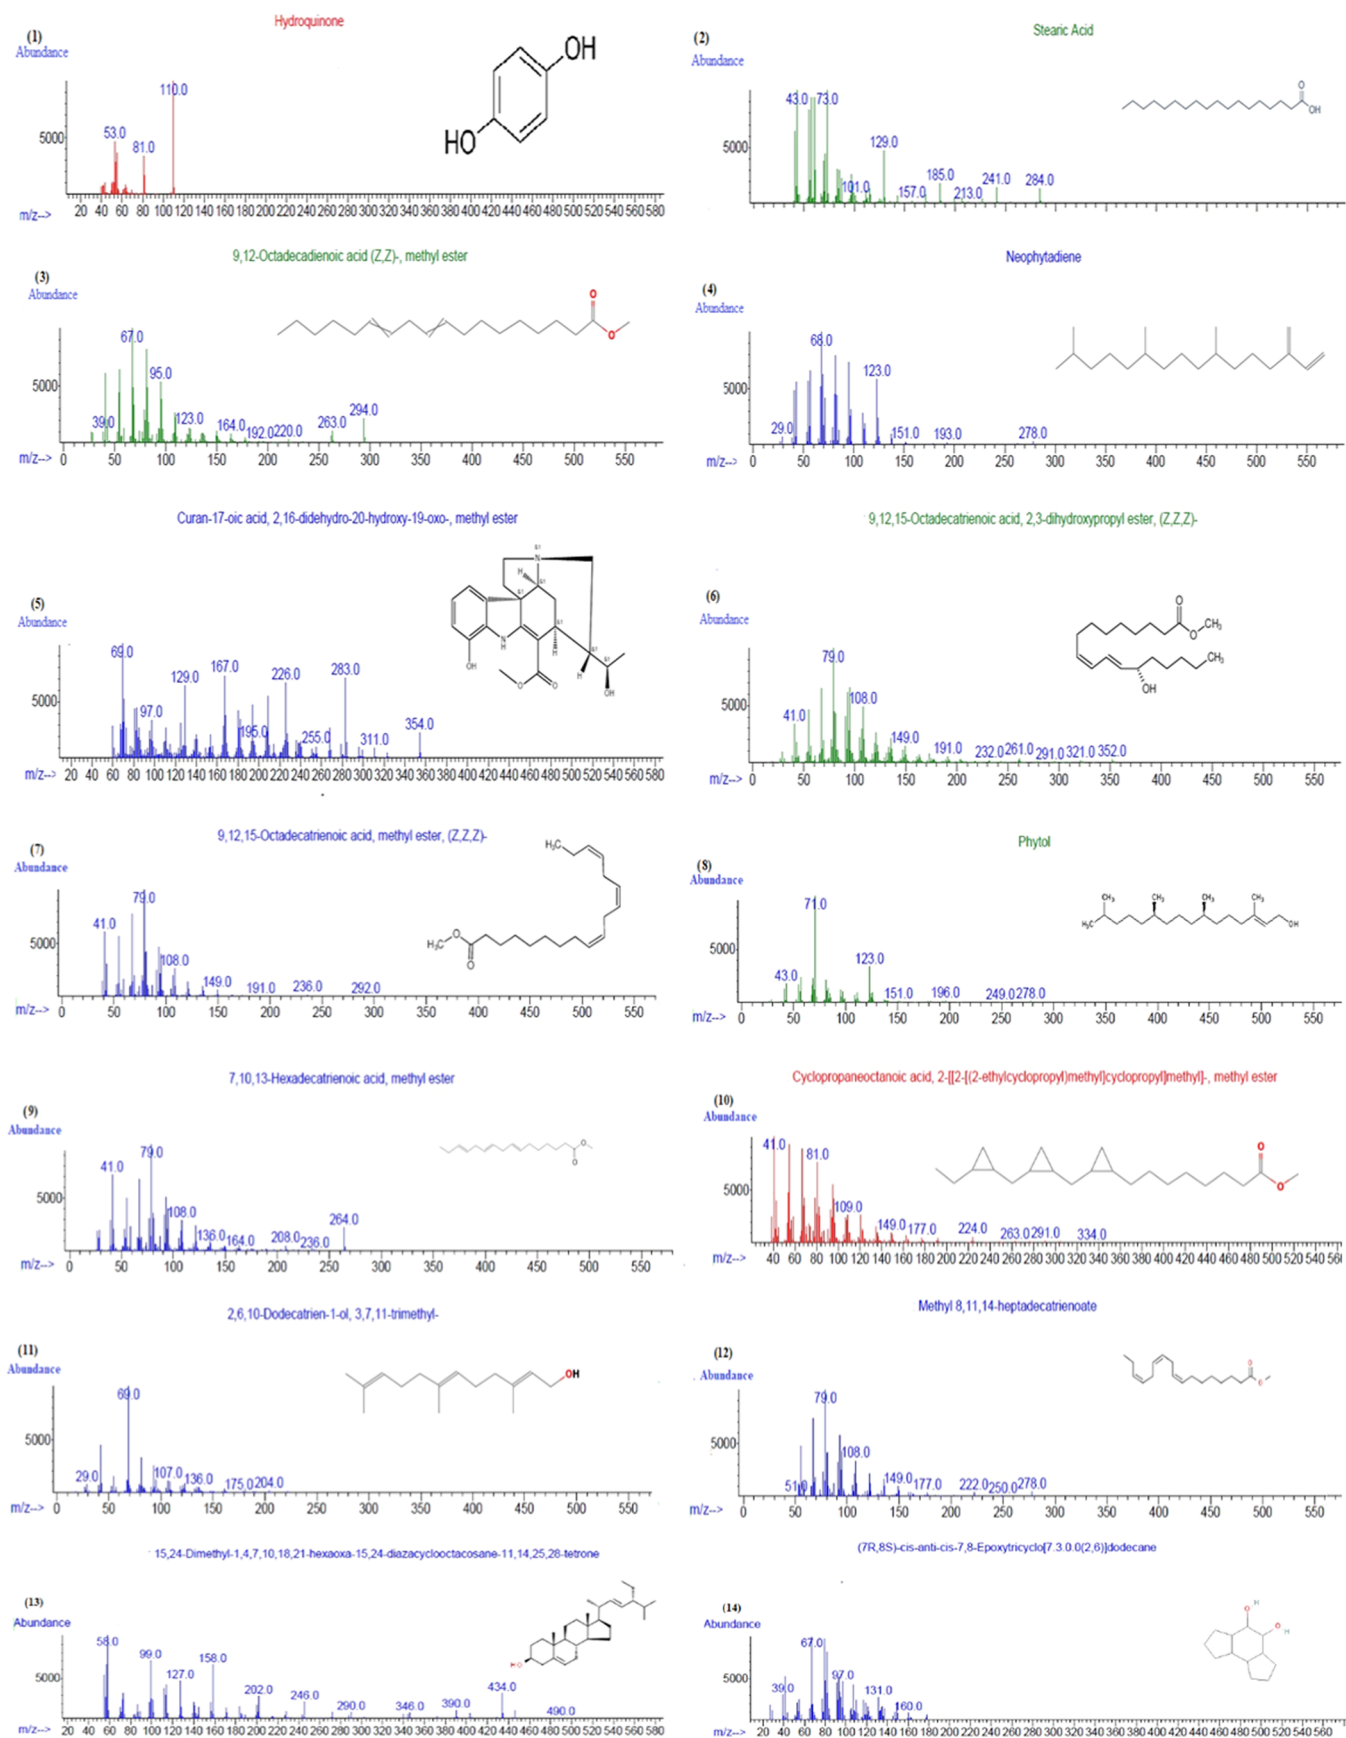 Hydroquinone
(1)
Abundance
110.0
53.0
81.0
5000
OH
HO
20 40 60 80 100 120 140 160 180 200 220 240 260 280 300 320 340 360 380 400 420 440 460 480 500 520 540 560 580
m/z-->
Stearic Acid
(2)
Abundance
43.0 73.0
129.0
5000
101.0
157.0
185.0
213.0
241.0
284.0
O
OH
m/z-->
9,12-Octadecadienoic acid (Z,Z)-, methyl ester
(3)
Abundance
67.0
95.0
5000
39.0
123.0
164.0
192.0 220.0
263.0
294.0
O
O
m/z--> 0 50 100 150 200 250 300 350 400 450 500 550
Neophytadiene
(4)
Abundance
68.0
123.0
5000
29.0
151.0
193.0
278.0
m/z--> 0 50 100 150 200 250 300 350 400 450 500 550
Curan-17-oic acid, 2,16-didehydro-20-hydroxy-19-oxo-, methyl ester
(5)
Abundance
69.0
97.0
129.0
167.0
195.0
226.0
255.0
283.0
311.0
354.0
5000
&1
N
H
&1
&1
&1
N
H
H
&1
&1
OH
O
O
H
OH
m/z--> 20 40 60 80 100 120 140 160 180 200 220 240 260 280 300 320 340 360 380 400 420 440 460 480 500 520 540 560 580
9,12,15-Octadecatrienoic acid, 2,3-dihydroxypropyl ester, (Z,Z,Z)-
(6)
Abundance
79.0
108.0
5000
41.0
149.0
191.0
232.0 261.0
291.0 321.0 352.0
O
O
CH3
CH3
OH
m/z--> 0 50 100 150 200 250 300 350 400 450 500 550
9,12,15-Octadecatrienoic acid, methyl ester, (Z,Z,Z)-
(7)
Abundance
79.0
41.0
5000
108.0
149.0
191.0
236.0
292.0
H3C
H3C
O
O
m/z--> 0 50 100 150 200 250 300 350 400 450 500 550
Phytol
(8)
Abundance
71.0
5000
43.0
123.0
151.0
196.0
249.0 278.0
CH3 CH3 CH3 CH3
H3C
OH
m/z--> 0 50 100 150 200 250 300 350 400 450 500 550
7,10,13-Hexadecatrienoic acid, methyl ester
(9)
Abundance
79.0
41.0
5000
108.0
136.0
164.0
208.0
236.0
264.0
O
O
m/z--> 0 50 100 150 200 250 300 350 400 450 500 550
Cyclopropaneoctanoic acid, 2-[[2-[(2-ethylcyclopropyl)methyl]cyclopropyl]methyl]-, methyl ester
(10)
Abundance
41.0
81.0
5000
109.0
149.0
177.0
224.0
263.0 291.0
334.0
O
O
m/z--> 40 60 80 100 120 140 160 180 200 220 240 260 280 300 320 340 360 380 400 420 440 460 480 500 520 540
2,6,10-Dodecatrien-1-ol, 3,7,11-trimethyl-
(11)
Abundance
69.0
5000
29.0
107.0
136.0
175.0 204.0
OH
m/z--> 0 50 100 150 200 250 300 350 400 450 500 550
Methyl 8,11,14-heptadecatrienoate
(12)
Abundance
79.0
5000
51.0
108.0
149.0
177.0
222.0
250.0
278.0
O
O
m/z--> 0 50 100 150 200 250 300 350 400 450 500 550
15,24-Dimethyl-1,4,7,10,18,21-hexaoxa-15,24-diazacyclooctacosane-11,14,25,28-tetrone
(13)
Abundance
58.0
99.0
127.0
158.0
5000
202.0
246.0
290.0
346.0
390.0
434.0
490.0
HO
m/z--> 20 40 60 80 100 120 140 160 180 200 220 240 260 280 300 320 340 360 380 400 420 440 460 480 500 520 540 560 580
(7R,8S)-cis-anti-cis-7,8-Epoxytricyclo[7.3.0.0(2,6)]dodecane
(14)
Abundance
67.0
5000
39.0
97.0
131.0
160.0
O H
O
H
m/z--> 20 40 60 80 100 120 140 160 180 200 220 240 260 280 300 320 340 360 380 400 420 440 460 480 500 520 540 560